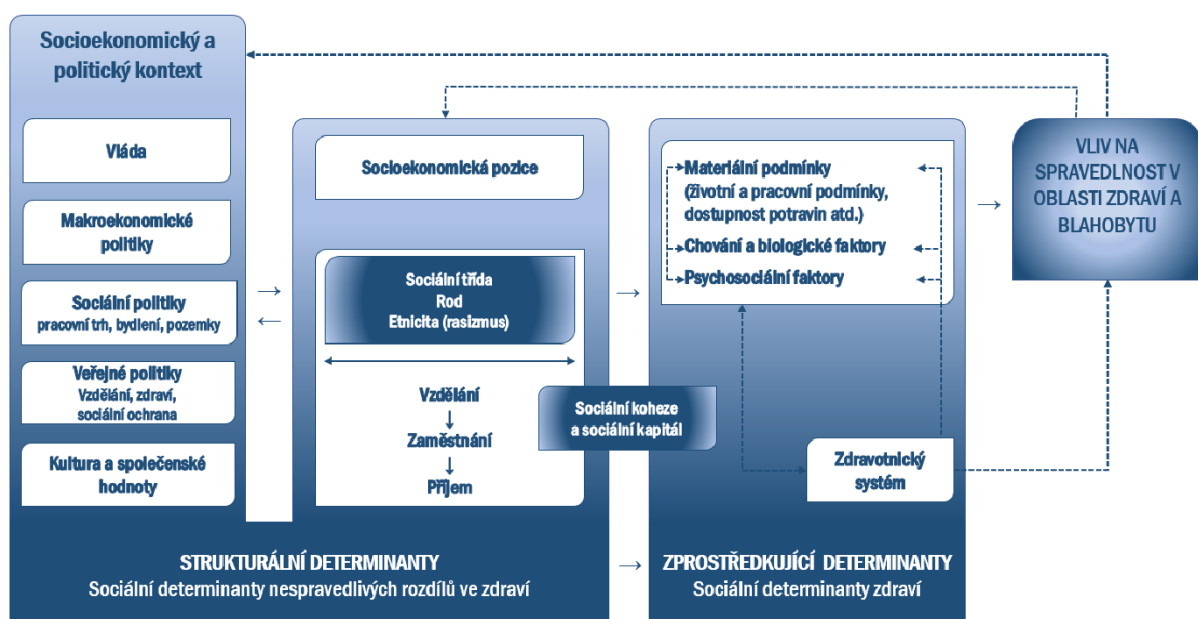 Socioekonomický a
politický kontext
Vláda
Makroekonomické
politiky
Sociální politiky
pracovní trh, bydlení, pozemky
Veřejné politiky
Vzdělání, zdraví,
sociální ochrana
Kultura a společenské
hodnoty
Socioekonomická pozice
Sociální třída
Rod
Etnicita (rasizmus)
Vzdělání
Zaměstnání
Příjem
Sociální koheze
a sociální kapitál
Materiální podmínky
(životní a pracovní podmínky,
dostupnost potravin atd.)
Chování a biologické faktory
Psychosociální faktory
Zdravotnický
systém
VLIV NA
SPRAVEDLNOST V
OBLASTI ZDRAVÍ A
BLAHOBYTU
STRUKTURÁLNÍ DETERMINANTY
Sociální determinanty nespravedlivých rozdílů ve zdraví
ZPROSTŘEDKUJÍCÍ DETERMINANTY
Sociální determinanty zdraví